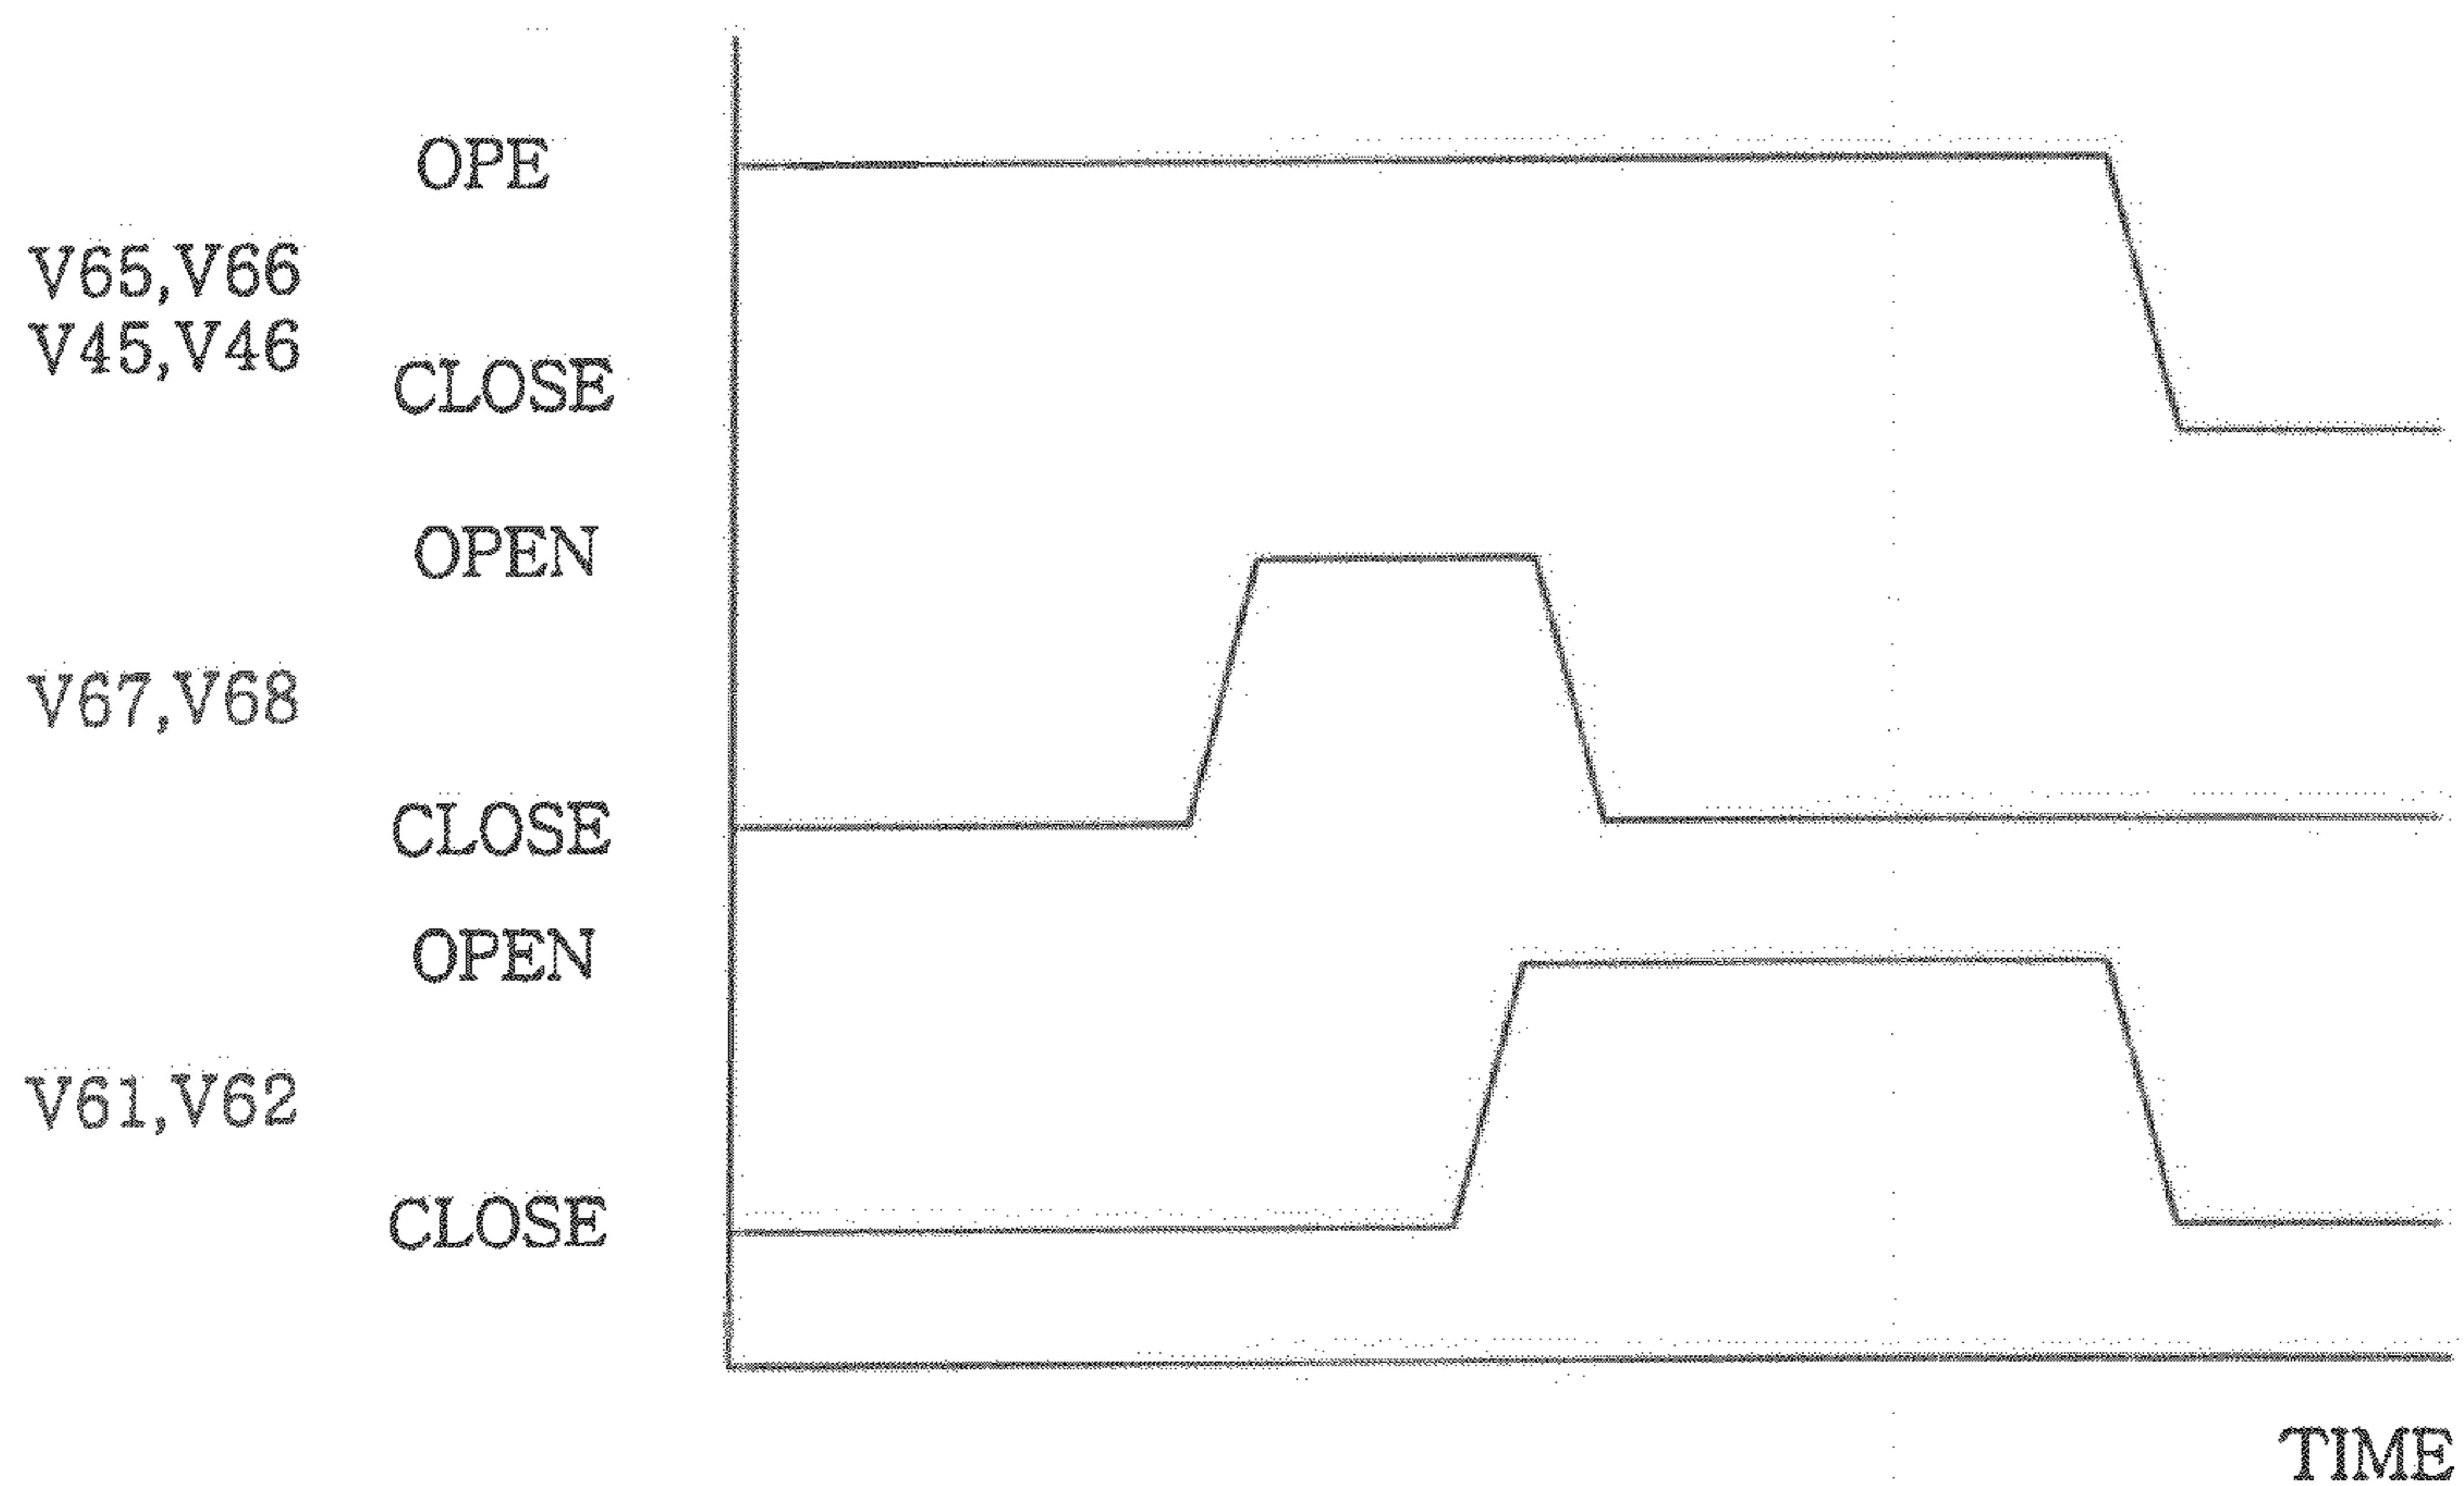 OPE
V65,V66
V45,V46
CLOSE
OPEN
V67,V68
CLOSE
OPEN
V61,V62
CLOSE
TIME